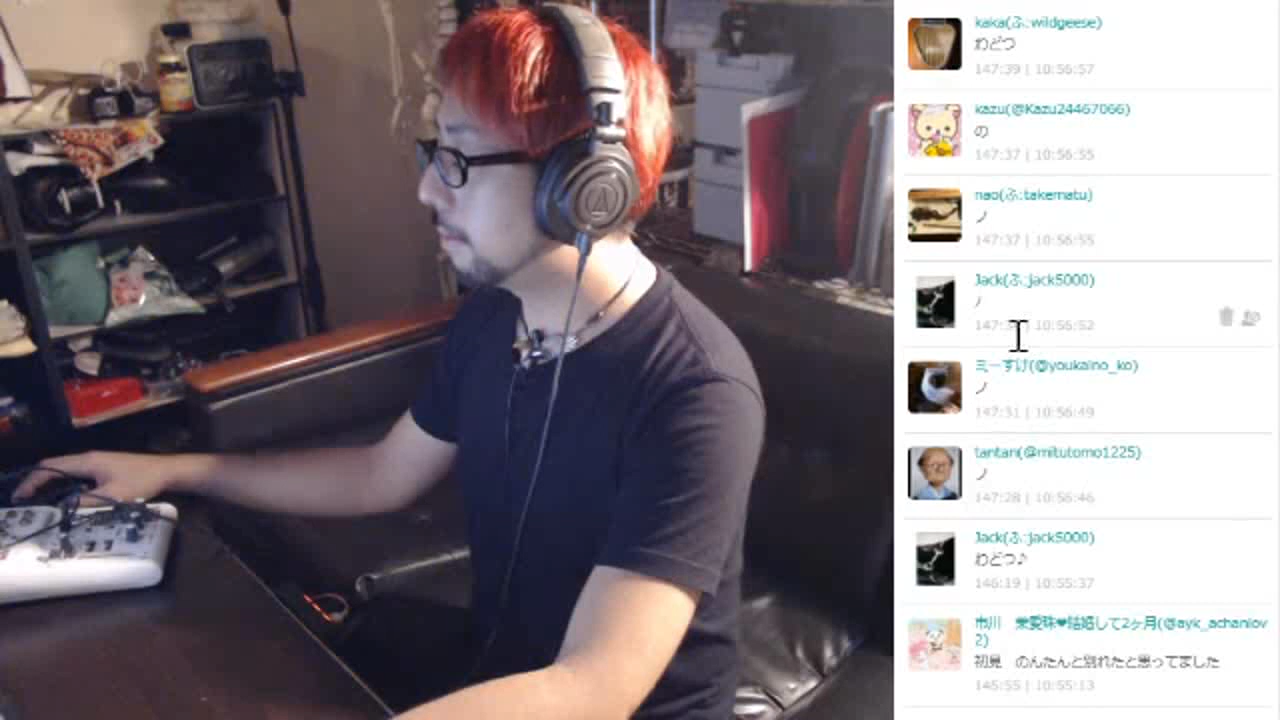 kaka(ふ:wildgeese)
わどつ
147:39 | 10:56:57
kazu(@Kazu24467066)
の
147:37 | 10:56:55
nao(ふ:takematu)
ノ
147:37 | 10:56:55
Jack(ふ:jack5000)
ﾉ
10:56:52
ミーすけ(@youkaino_ko)
ノ
147:31 | 10:56:49
tantan(@mitutomo1225)
ノ
147:28 | 10:56:46
Jack(ふ:jack5000)
わどつ♪
146:19 | 10:55:37
市川 茉愛珠❤結婚して2ヶ月(@ayk_achanlov
2)
初見 のんたんと別れたと思ってました
145:55 | 10:55:13